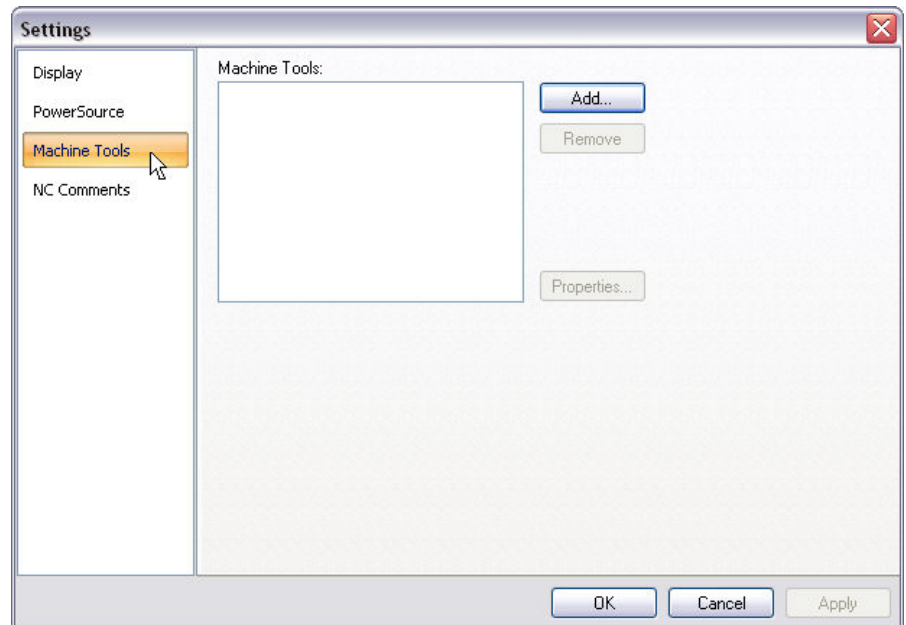 Settings
Display
PowerSource
Machine Tools
NC Comments
Machine Tools:
Add...
Remove
Properties...
OK
Cancel
Apply